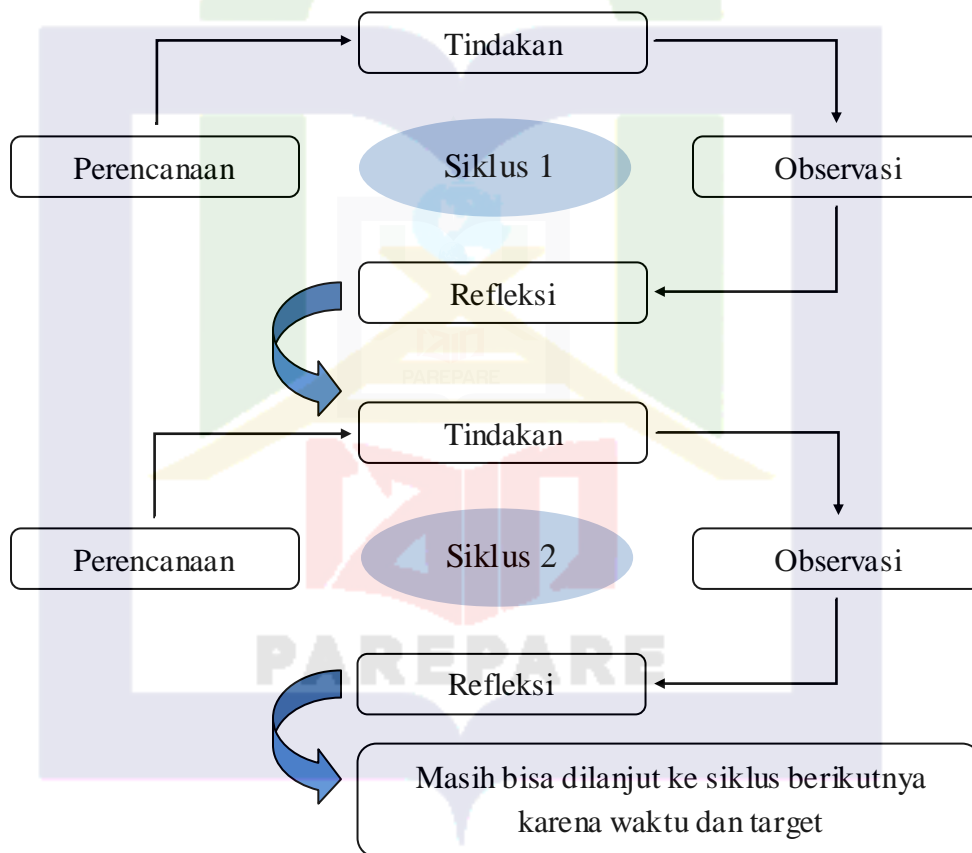 Tindakan
Perencanaan
Siklus 1
Observasi
Refleksi
PAREPARE
Tindakan
Perencanaan
Siklus 2
Observasi
PAREPARE
Refleksi
Masih bisa dilanjut ke siklus berikutnya
karena waktu dan target